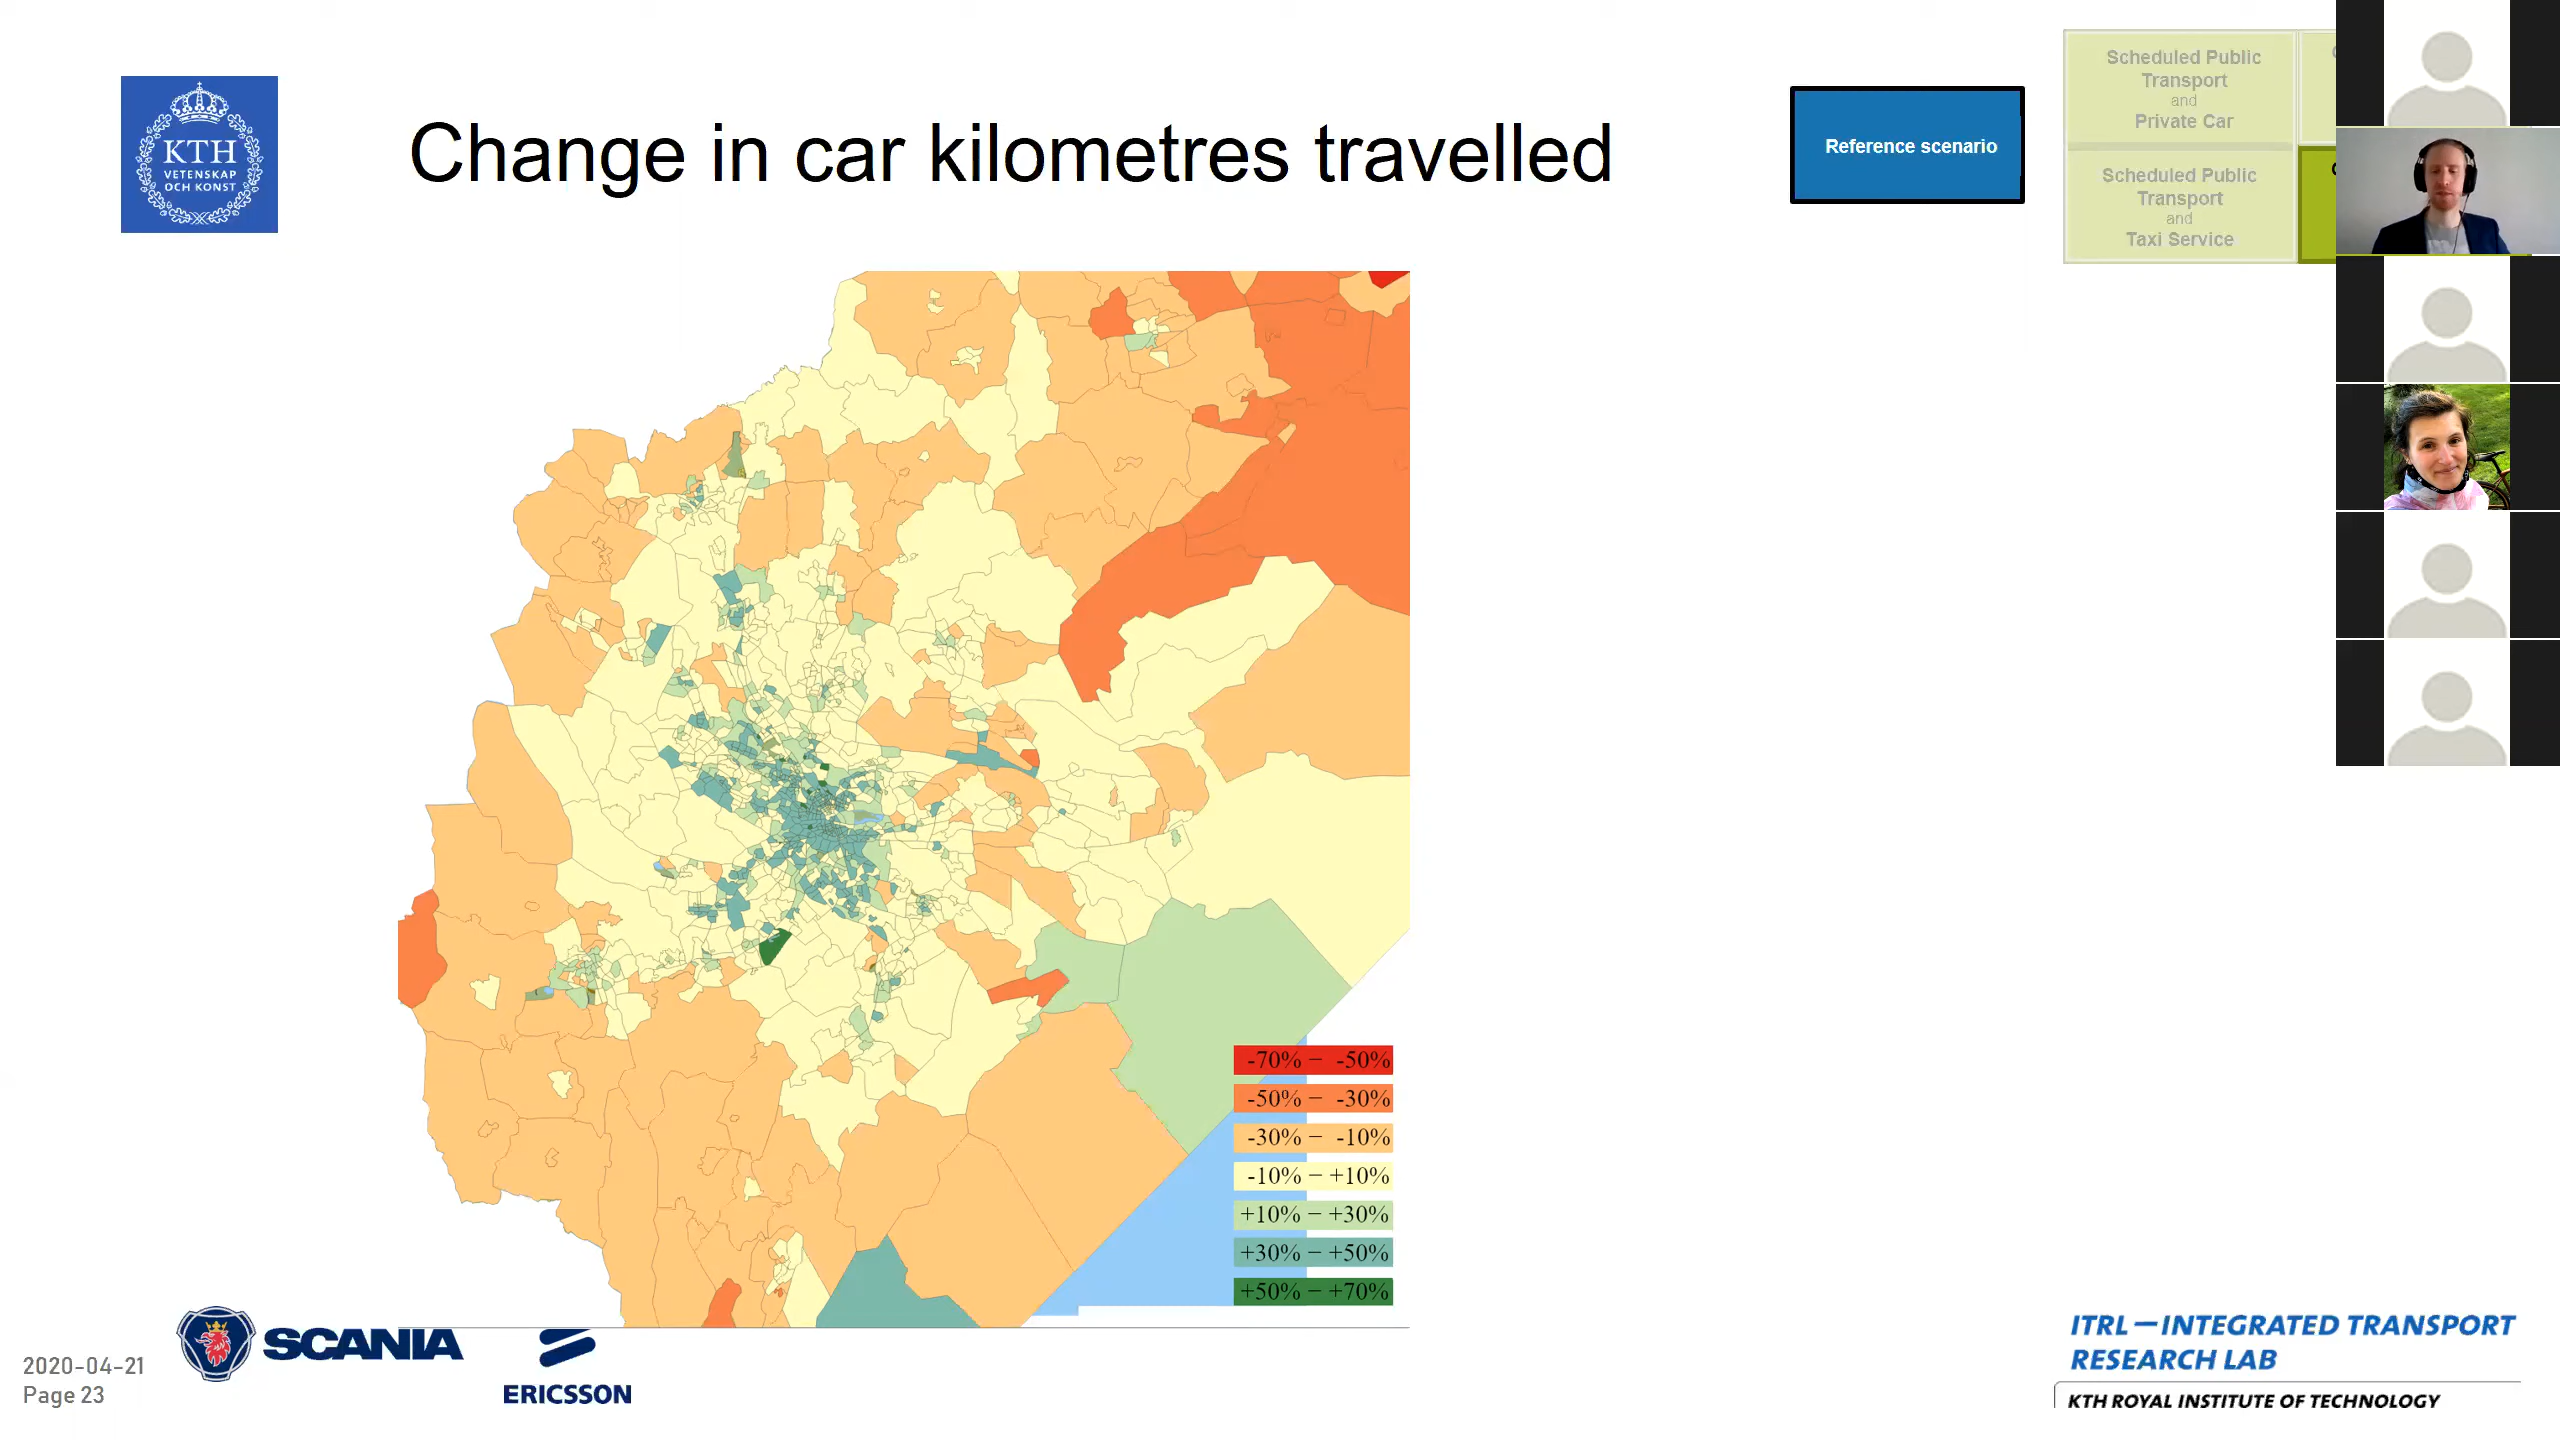 KTH
VETENSKAP
OCH KONST
Change in car kilometres travelled
Reference scenario
Scheduled Public
Transport
and
Private Car
Scheduled Public
Transport
and
Taxi Service
-70% – -50%
-50% – -30%
-30% – -10%
-10% – +10%
+10% – +30%
+30% – +50%
+50% – +70%
2020-04-21
Page 23
SCANIA
ERICSSON
ITRL – INTEGRATED TRANSPORT
RESEARCH LAB
KTH ROYAL INSTITUTE OF TECHNOLOGY